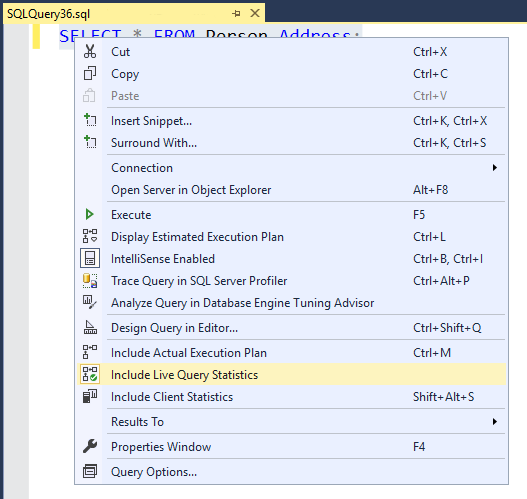 SQLQuery36.sql
SELECT * FROM Person.Address;
Cut Ctrl+X
Copy Ctrl+C
Paste Ctrl+V
Insert Snippet... Ctrl+K, Ctrl+X
Surround With... Ctrl+K, Ctrl+S
Connection
Open Server in Object Explorer Alt+F8
Execute F5
Display Estimated Execution Plan Ctrl+L
IntelliSense Enabled Ctrl+B, Ctrl+I
Trace Query in SQL Server Profiler Ctrl+Alt+P
Analyze Query in Database Engine Tuning Advisor
Design Query in Editor... Ctrl+Shift+Q
Include Actual Execution Plan Ctrl+M
Include Live Query Statistics
Include Client Statistics Shift+Alt+S
Results To
Properties Window F4
Query Options...